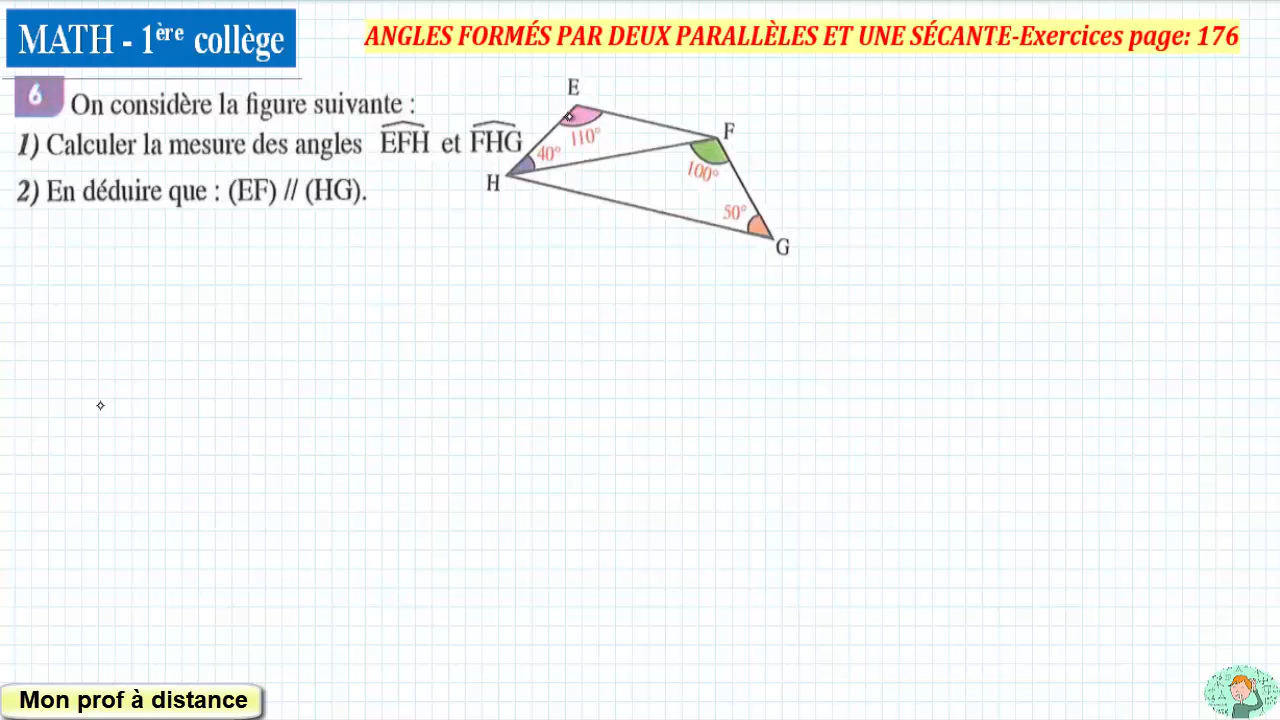 MATH - 1ère collège
ANGLES FORMÉS PAR DEUX PARALLÈLES ET UNE SÉCANTE-Exercices page: 176
6 On considère la figure suivante :
1) Calculer la mesure des angles EFH et FHG
2) En déduire que : (EF) // (HG).
E
F
110°
40°
100°
H
50°
G
Mon prof à distance